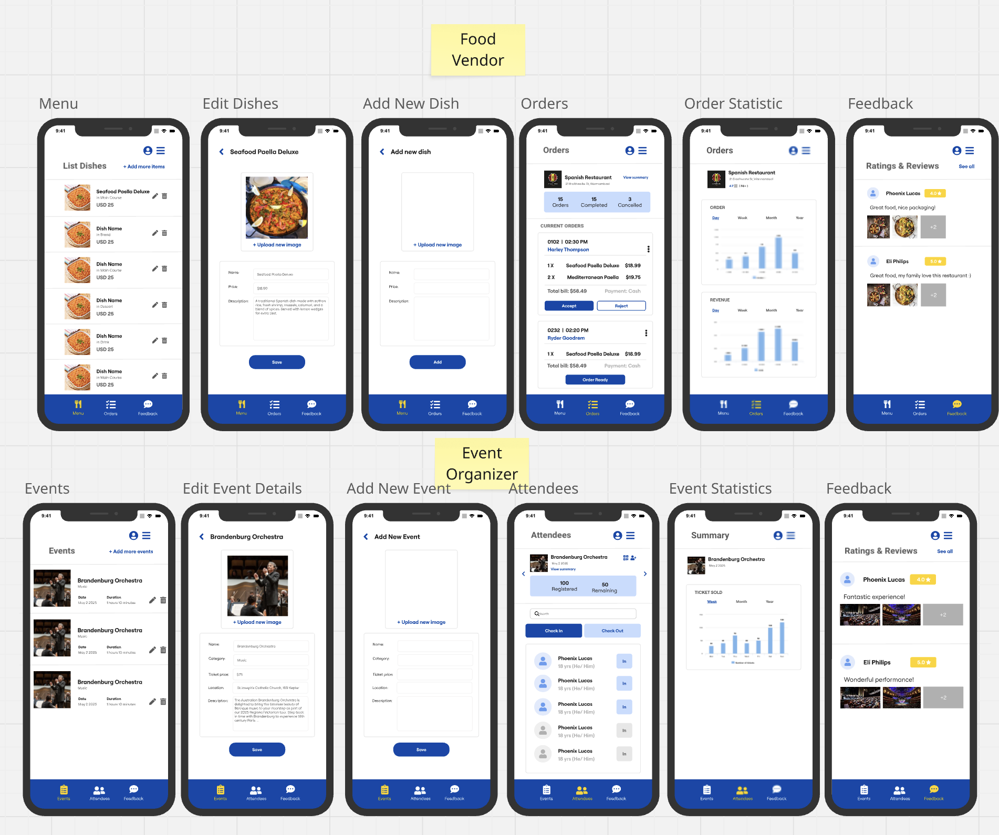 Food
Vendor
Menu
Edit Dishes
Add New Dish
Orders
Order Statistic
Feedback
9:41
List Dishes
+ Add more items
Seafood Paella Deluxe
in Main Course
USD 25
Dish Name
in Bread
USD 25
Dish Name
in Main Course
USD 25
Dish Name
in Dessert
USD 25
Dish Name
in Drink
USD 25
Dish Name
in Main Course
USD 25
Menu
Orders
Feedback
9:41
Seafood Paella Deluxe
+ Upload new image
Name:
Seafood Paella Deluxe
Price:
$18.99
Description:
A traditional Spanish dish made with saffron
rice, fresh shrimp, mussels, calamari, and a
blend of spices. Served with lemon wedges
for extra zest.
Save
Menu
Orders
Feedback
9:41
Add new dish
+ Upload new image
Name:
Price:
Description:
Add
Menu
Orders
Feedback
9:41
Orders
Spanish Restaurant
View summary
21 Braithwaite St, Warrnambool
15
Orders
15
Completed
3
Cancelled
CURRENT ORDERS
0102 | 02:30 PM
Harley Thompson
1 X Seafood Paella Deluxe $18.99
2 X Mediterranean Paella $19.75
Total bill: $58.49 Payment: Cash
Accept
Reject
0232 | 02:20 PM
Ryder Goodrem
1 X Seafood Paella Deluxe $18.99
Total bill: $58.49 Payment: Cash
Order Ready
Menu
Orders
Feedback
9:41
Orders
Spanish Restaurant
21 Braithwaite St, Warrnambool
4.7 (50+)
ORDER
Day Week Month Year
REVENUE
Day Week Month Year
Menu
Orders
Feedback
9:41
Ratings & Reviews
See all
Phoenix Lucas
4.0
Great food, nice packaging!
+2
Eli Philips
5.0
Great food, my family love this restaurant :)
+2
Menu
Orders
Feedback
Event
Organizer
Events
Edit Event Details
Add New Event
Attendees
Event Statistics
Feedback
9:41
Events
+ Add more events
Brandenburg Orchestra
Music
Date Duration
May 2 2025 1 hours 10 minutes
Brandenburg Orchestra
Music
Date Duration
May 2 2025 1 hours 10 minutes
Brandenburg Orchestra
Music
Date Duration
May 2 2025 1 hours 10 minutes
Events
Attendees
Feedback
9:41
Brandenburg Orchestra
+ Upload new image
Name:
Brandenburg Orchestra
Category:
Music
Ticket price:
$75
Location:
St Joseph's Catholic Church, 169 Kepler
Description:
The Australian Brandenburg Orchestra is
delighted to bring the timeless beauty of
Baroque music to your doorstep as part of
our 2025 Regional Victorian tour. Step back
in time with Brandenburg to experience 18th
century Paris....
Save
Events
Attendees
Feedback
9:41
Add New Event
+ Upload new image
Name:
Category:
Ticket price:
Location:
Description:
Save
Events
Attendees
Feedback
9:41
Attendees
Brandenburg Orchestra
May 2 2025
View summary
100
Registered
50
Remaining
Search
Check In
Check Out
Phoenix Lucas
18 yrs (He/ Him)
In
Phoenix Lucas
18 yrs (He/ Him)
In
Phoenix Lucas
18 yrs (He/ Him)
In
Phoenix Lucas
18 yrs (He/ Him)
In
Phoenix Lucas
18 yrs (He/ Him)
In
Events
Attendees
Feedback
9:41
Summary
Brandenburg Orchestra
May 2 2025
TICKET SOLD
Week Month Year
Number of tickets
Events
Attendees
Feedback
9:41
Ratings & Reviews
See all
Phoenix Lucas
4.0
Fantastic experience!
+2
Eli Philips
5.0
Wonderful performance!
+2
Events
Attendees
Feedback